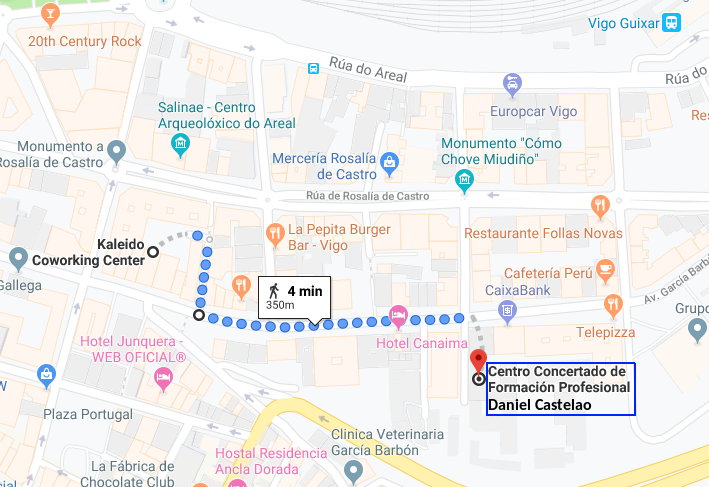 20th Century Rock
Rúa do Areal
Vigo Guixar
Rúa do
Europcar Vigo
Salinae - Centro
Arqueolóxico do Areal
Monumento a
Rosalía de Castro
Mercería Rosalía
de Castro
Monumento "Cómo
Chove Miudiño"
Res
Rúa de Rosalía de Castro
La Pepita Burger
Bar - Vigo
Restaurante Follas Novas
Kaleido
Coworking Center
Gallega
Cafetería Perú
CaixaBank
Av. García Barbón
4 min
350m
Telepizza
Grupo
Hotel Junquera -
WEB OFICIAL®
Hotel Canaima
Centro Concertado de
Formación Profesional
Daniel Castelao
W
Plaza Portugal
Clinica Veterinaria
García Barbón
Hostal Residencia
Ancla Dorada
La Fábrica de
Chocolate Club
cial